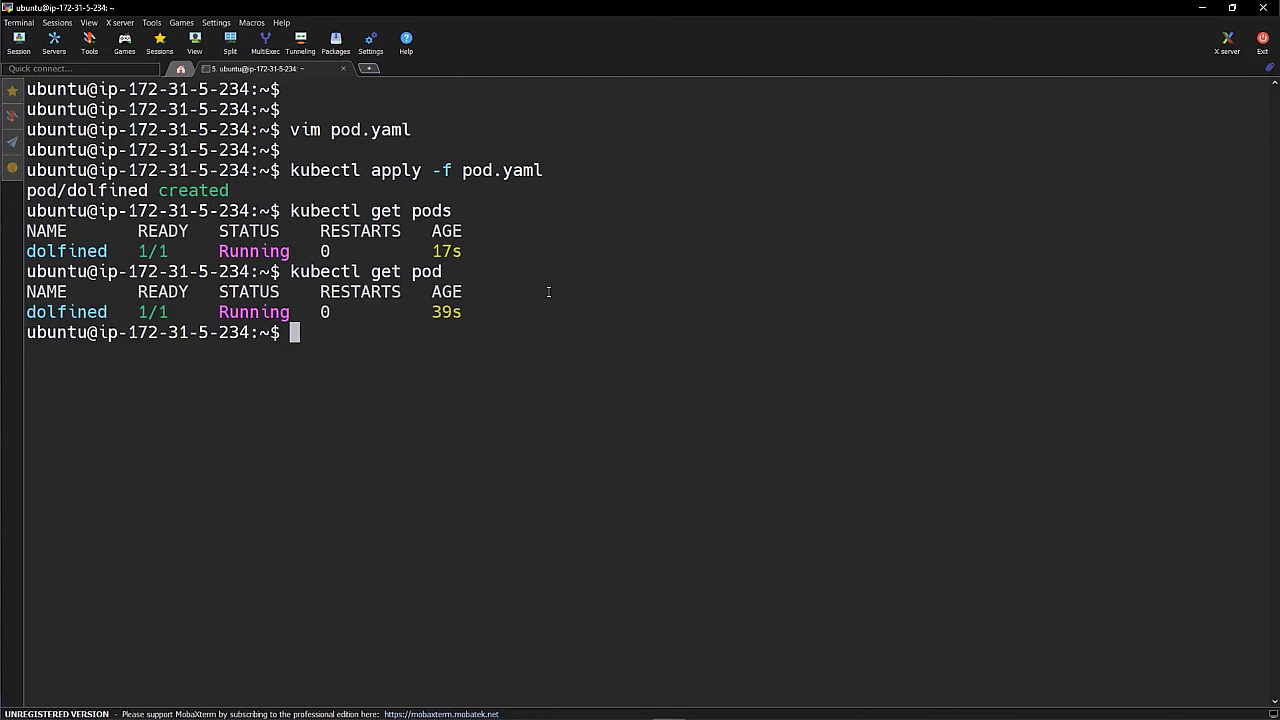 ubuntu@ip-172-31-5-234: ~
Terminal Sessions View X server Tools Games Settings Macros Help
Session Servers Tools Games Sessions View Split MultiExec Tunneling Packages Settings Help X server Exit
Quick connect... 5. ubuntu@ip-172-31-5-234: ~
ubuntu@ip-172-31-5-234:~$
ubuntu@ip-172-31-5-234:~$
ubuntu@ip-172-31-5-234:~$ vim pod.yaml
ubuntu@ip-172-31-5-234:~$
ubuntu@ip-172-31-5-234:~$ kubectl apply -f pod.yaml
pod/dolfined created
ubuntu@ip-172-31-5-234:~$ kubectl get pods
NAME READY STATUS RESTARTS AGE
dolfined 1/1 Running 0 17s
ubuntu@ip-172-31-5-234:~$ kubectl get pod
NAME READY STATUS RESTARTS AGE
dolfined 1/1 Running 0 39s
ubuntu@ip-172-31-5-234:~$
UNREGISTERED VERSION - Please support MobaXterm by subscribing to the professional edition here: https://mobaxterm.mobatek.net